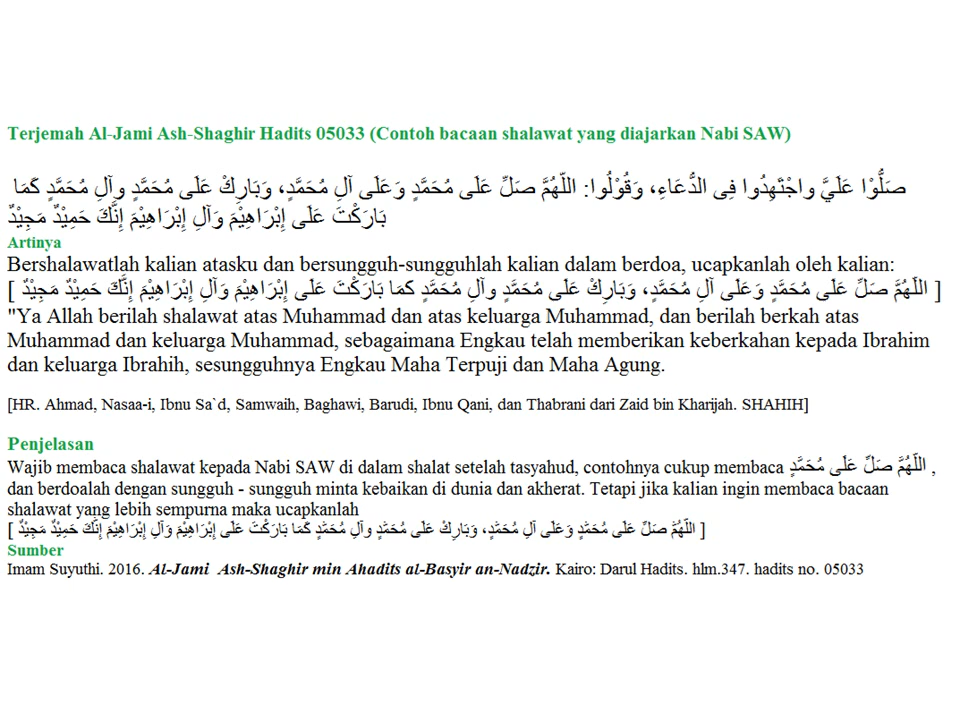 Terjemah Al-Jami Ash-Shaghir Hadits 05033 (Contoh bacaan shalawat yang diajarkan Nabi SAW)
صَلُّوْا عَلَيَّ واجْتَهِدُوا فِى الدُّعَاءِ، وَقُوْلُوا: اللّهُمَّ صَلِّ عَلَى مُحَمَّدٍ وَعَلَى آلِ مُحَمَّدٍ، وَبَارِكْ عَلَى مُحَمَّدٍ وآلِ مُحَمَّدٍ كَمَا
بَارَكْتَ عَلَى إِبْرَاهِيْمَ وَآلِ إِبْرَاهِيْمَ إِنَّكَ حَمِيْدٌ مَجِيْدٌ
Artinya
Bershalawatlah kalian atasku dan bersungguh-sungguhlah kalian dalam berdoa, ucapkanlah oleh kalian:
[ اللّهُمَّ صَلِّ عَلَى مُحَمَّدٍ وَعَلَى آلِ مُحَمَّدٍ، وَبَارِكْ عَلَى مُحَمَّدٍ وآلِ مُحَمَّدٍ كمَا بَارَكْتَ عَلَى إِبْرَاهِيْمَ وَآلِ إِبْرَاهِيْمَ إِنَّكَ حَمِيْدٌ مَجِيْدٌ ]
"Ya Allah berilah shalawat atas Muhammad dan atas keluarga Muhammad, dan berilah berkah atas
Muhammad dan keluarga Muhammad, sebagaimana Engkau telah memberikan keberkahan kepada Ibrahim
dan keluarga Ibrahih, sesungguhnya Engkau Maha Terpuji dan Maha Agung.
[HR. Ahmad, Nasaa-i, Ibnu Sa`d, Samwaih, Baghawi, Barudi, Ibnu Qani, dan Thabrani dari Zaid bin Kharijah. SHAHIH]
Penjelasan
Wajib membaca shalawat kepada Nabi SAW di dalam shalat setelah tasyahud, contohnya cukup membaca اللّهُمَّ صَلِّ عَلَى مُحَمَّدٍ ,
dan berdoalah dengan sungguh - sungguh minta kebaikan di dunia dan akherat. Tetapi jika kalian ingin membaca bacaan
shalawat yang lebih sempurna maka ucapkanlah
[ اللّهُمَّ صَلِّ عَلَى مُحَمَّدٍ وَعَلَى آلِ مُحَمَّدٍ، وَبَارِكْ عَلَى مُحَمَّدٍ وآلِ مُحَمَّدٍ كَمَا بَارَكْتَ عَلَى إِبْرَاهِيْمَ وَآلِ إِبْرَاهِيْمَ إِنَّكَ حَمِيْدٌ مَجِيْدٌ ]
Sumber
Imam Suyuthi. 2016. Al-Jami Ash-Shaghir min Ahadits al-Basyir an-Nadzir. Kairo: Darul Hadits. hlm.347. hadits no. 05033